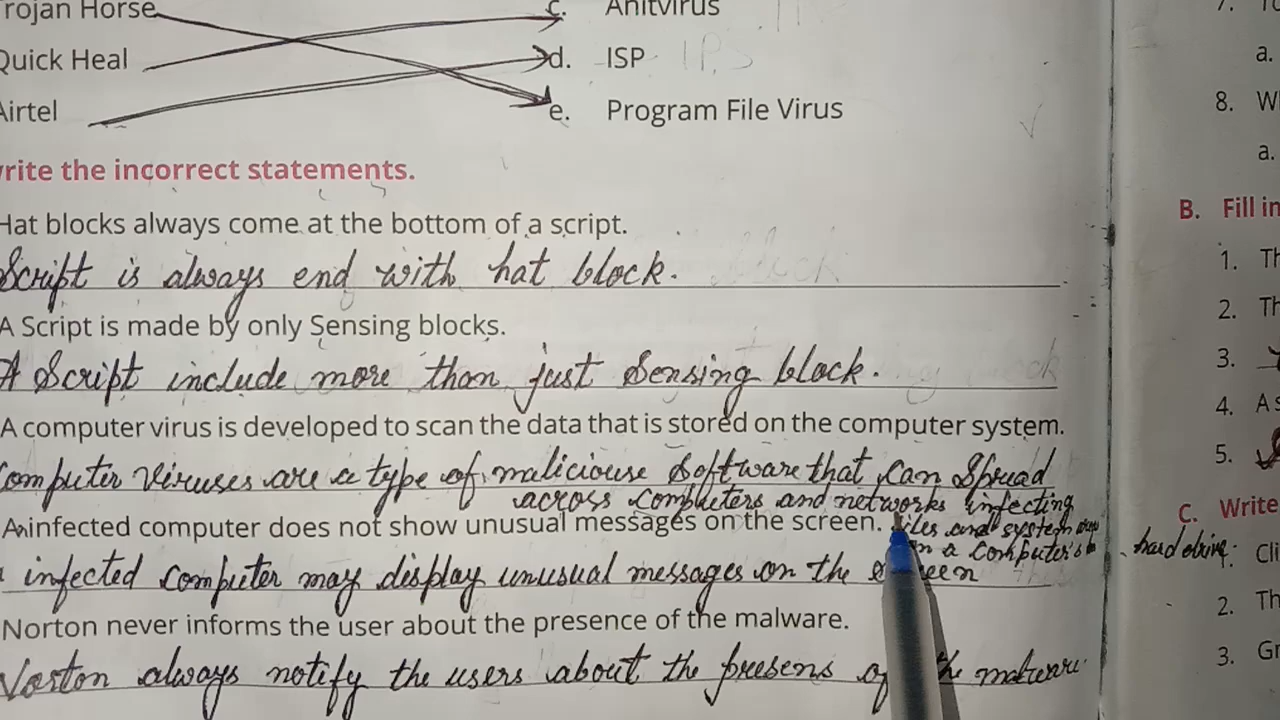 rojan Horse c. Anitvirus
Quick Heal d. ISP IPS
Airtel e. Program File Virus
rite the incorrect statements.
Hat blocks always come at the bottom of a script.
Script is always end with hat block.
A Script is made by only Sensing blocks.
A Script include more than just Sensing block.
A computer virus is developed to scan the data that is stored on the computer system.
omputer Viruses are a type of maliciouse Software that can Spread
across computers and networks infecting
An infected computer does not show unusual messages on the screen. files and system
on a computer's hard drive.
infected computer may display unusual messages on the screen
Norton never informs the user about the presence of the malware.
Norton always notify the users about the presens of the malware.
7.
a.
8. W
a.
B. Fill in
1. Th
2. Th
3.
4. A s
5.
C. Write
1. Cli
2. Th
3. Gr